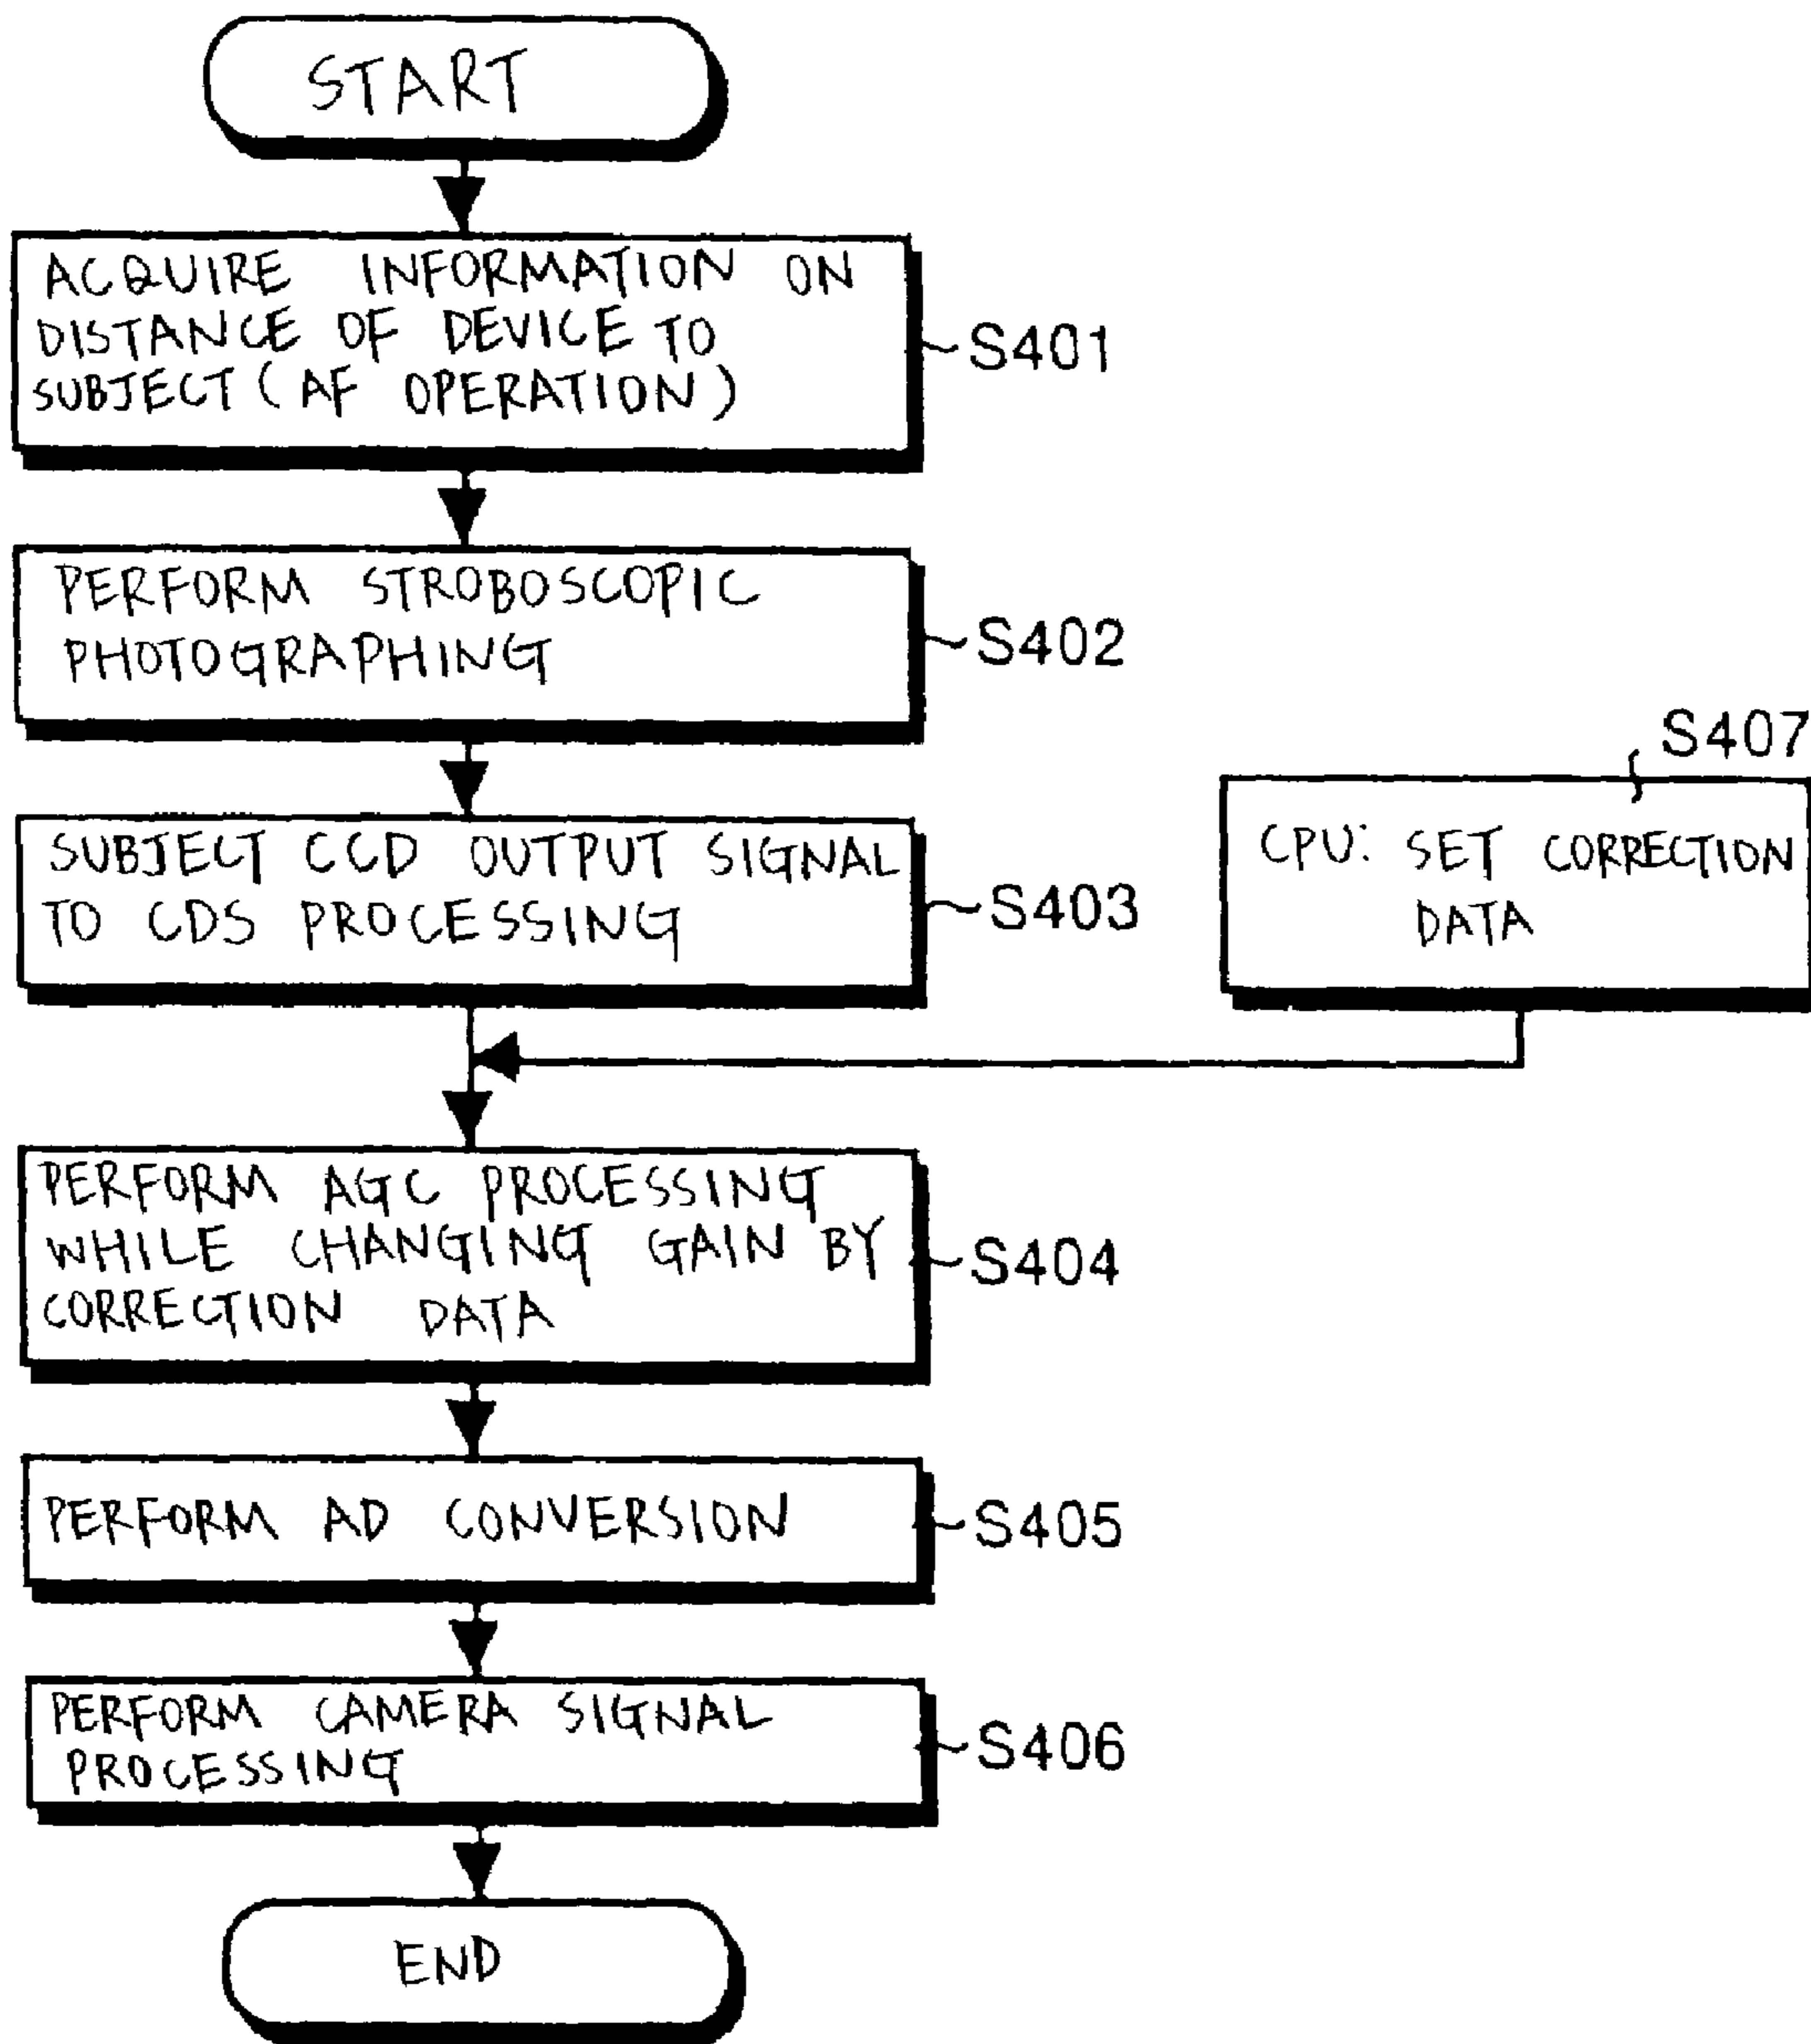 START
ACQUIRE INFORMATION ON
DISTANCE OF DEVICE TO
SUBJECT (AF OPERATION)
S401
PERFORM STROBOSCOPIC
PHOTOGRAPHING
S402
S407
SUBJECT CCD OUTPUT SIGNAL
TO CDS PROCESSING
S403
CPU: SET CORRECTION
DATA
PERFORM AGC PROCESSING
WHILE CHANGING GAIN BY
CORRECTION DATA
S404
PERFORM AD CONVERSION
S405
PERFORM CAMERA SIGNAL
PROCESSING
S406
END